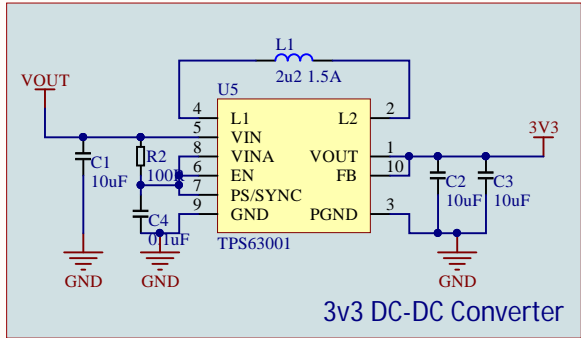 L1
2u2 1.5A
VOUT
U5
3V3
4 L1 L2 2
5 VIN
8 VINA VOUT 1
6 EN FB 10
7 PS/SYNC
9 GND PGND 3
TPS63001
C1
10uF
R2
100K
C4
0.1uF
C2
10uF
C3
10uF
GND
GND
GND
3v3 DC-DC Converter